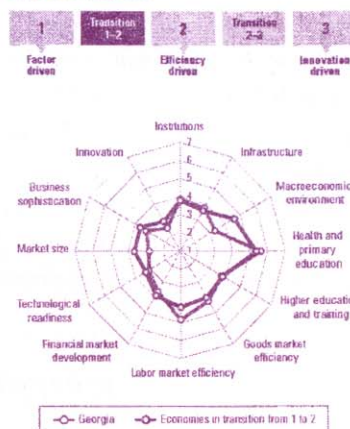 1
Transition
1–2
2
Transition
2–3
3
Factor
driven
Efficiency
driven
Innovation
driven
Institutions
Innovation
7
Infrastructure
6
Business
sophistication
5
Macroeconomic
environment
4
3
2
Market size
1
Health and
primary
education
Technological
readiness
Higher education
and training
Financial market
development
Goods market
efficiency
Labor market efficiency
Georgia
Economies in transition from 1 to 2